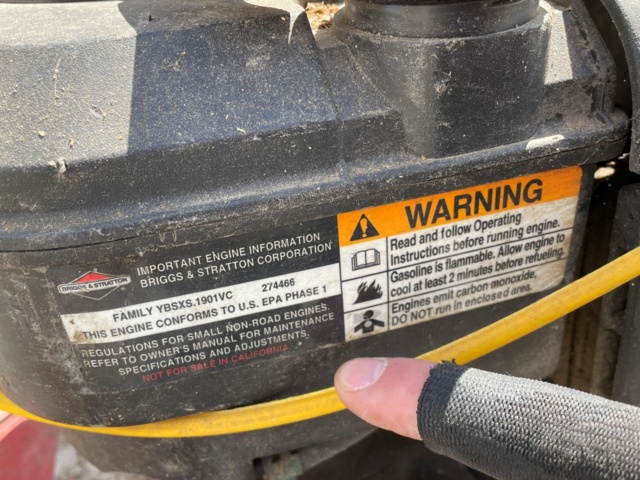 IMPORTANT ENGINE INFORMATION
BRIGGS & STRATTON CORPORATION
BRIGGS & STRATTON
FAMILY YBSXS.1901VC 274466
THIS ENGINE CONFORMS TO U.S. EPA PHASE 1
REGULATIONS FOR SMALL NON-ROAD ENGINES.
REFER TO OWNER'S MANUAL FOR MAINTENANCE
SPECIFICATIONS AND ADJUSTMENTS.
NOT FOR SALE IN CALIFORNIA
WARNING
Read and follow Operating
Instructions before running engine.
Gasoline is flammable. Allow engine to
cool at least 2 minutes before refueling.
Engines emit carbon monoxide,
DO NOT run in enclosed area.